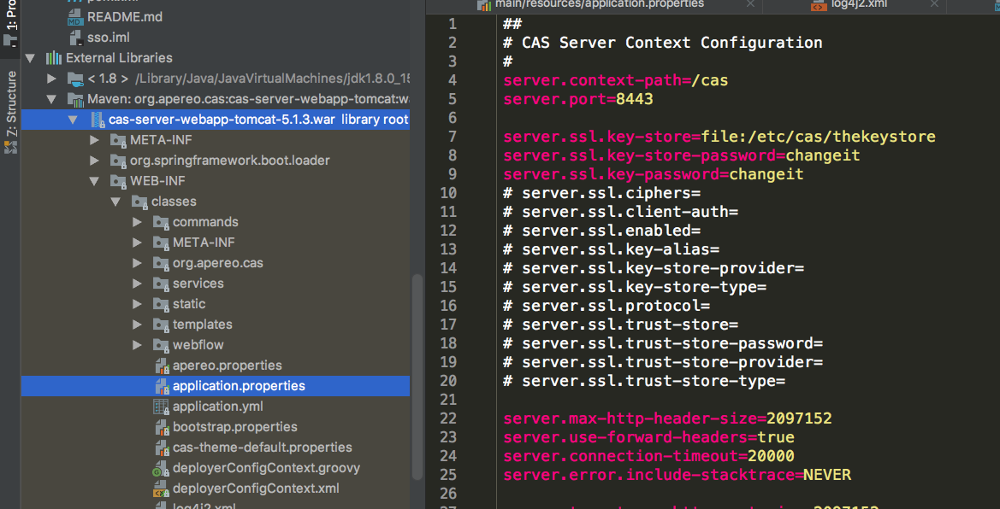 1: Pro
Z: Structure
README.md
sso.iml
External Libraries
< 1.8 > /Library/Java/JavaVirtualMachines/jdk1.8.0_15
Maven: org.apereo.cas:cas-server-webapp-tomcat:wa
cas-server-webapp-tomcat-5.1.3.war library root
META-INF
org.springframework.boot.loader
WEB-INF
classes
commands
META-INF
org.apereo.cas
services
static
templates
webflow
apereo.properties
application.properties
application.yml
bootstrap.properties
cas-theme-default.properties
deployerConfigContext.groovy
deployerConfigContext.xml
log4j2.xml
main/resources/application.properties
log4j2.xml
1 ##
2 # CAS Server Context Configuration
3 #
4 server.context-path=/cas
5 server.port=8443
6
7 server.ssl.key-store=file:/etc/cas/thekeystore
8 server.ssl.key-store-password=changeit
9 server.ssl.key-password=changeit
10 # server.ssl.ciphers=
11 # server.ssl.client-auth=
12 # server.ssl.enabled=
13 # server.ssl.key-alias=
14 # server.ssl.key-store-provider=
15 # server.ssl.key-store-type=
16 # server.ssl.protocol=
17 # server.ssl.trust-store=
18 # server.ssl.trust-store-password=
19 # server.ssl.trust-store-provider=
20 # server.ssl.trust-store-type=
21
22 server.max-http-header-size=2097152
23 server.use-forward-headers=true
24 server.connection-timeout=20000
25 server.error.include-stacktrace=NEVER
26